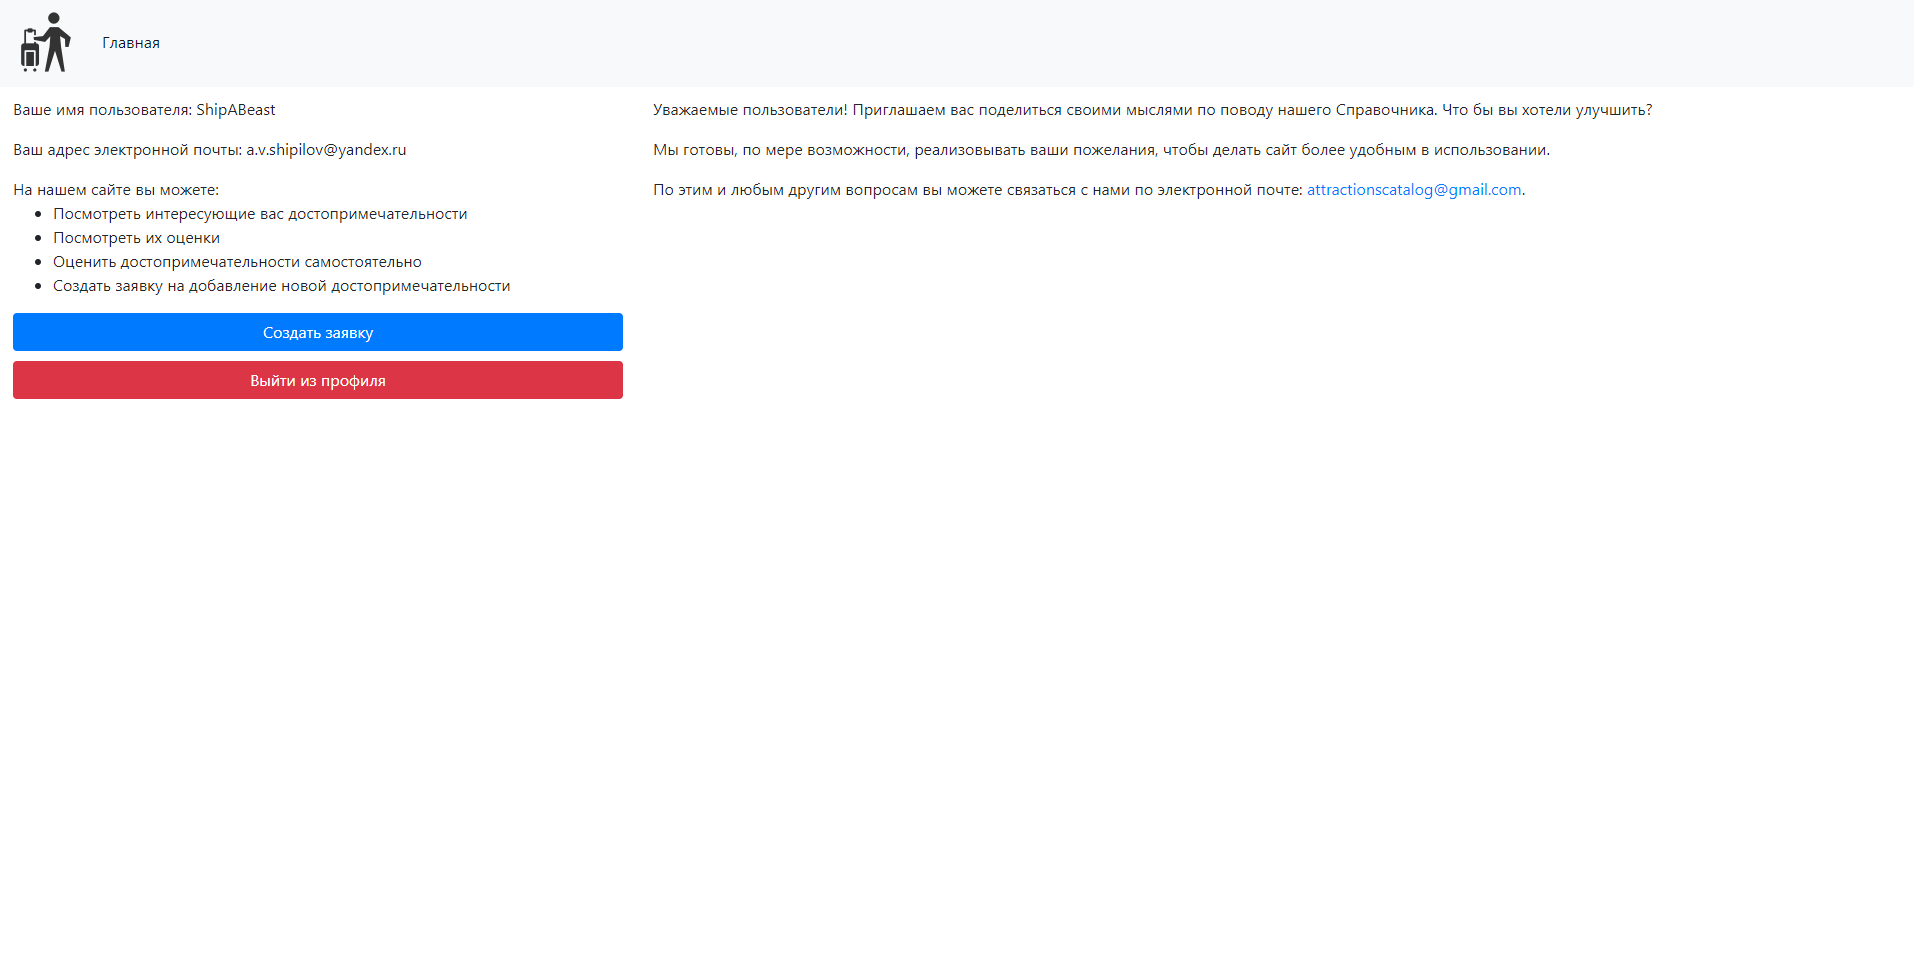 Главная
Ваше имя пользователя: ShipABeast
Ваш адрес электронной почты: a.v.shipilov@yandex.ru
На нашем сайте вы можете:
Посмотреть интересующие вас достопримечательности
Посмотреть их оценки
Оценить достопримечательности самостоятельно
Создать заявку на добавление новой достопримечательности
Создать заявку
Выйти из профиля
Уважаемые пользователи! Приглашаем вас поделиться своими мыслями по поводу нашего Справочника. Что бы вы хотели улучшить?
Мы готовы, по мере возможности, реализовывать ваши пожелания, чтобы делать сайт более удобным в использовании.
По этим и любым другим вопросам вы можете связаться с нами по электронной почте: attractionscatalog@gmail.com.